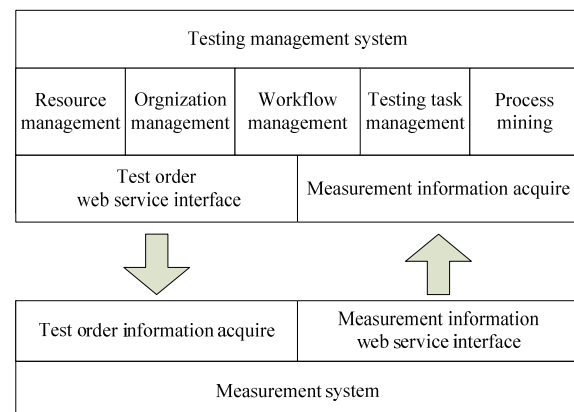 Testing management system
Resource
management
Orgnization
management
Workflow
management
Testing task
management
Process
mining
Test order
web service interface
Measurement information acquire
Test order information acquire
Measurement information
web service interface
Measurement system